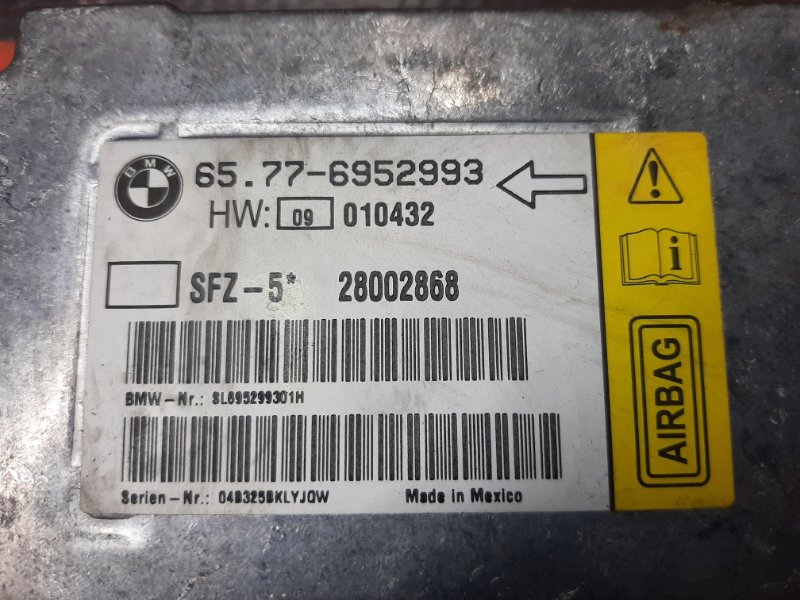 BMW
65.77-6952993
HW: 09 010432
SFZ-5* 28002868
BMW-Nr.: SL695299301H
Serien-Nr.: 048325BKLYJQW Made in Mexico
i
AIRBAG